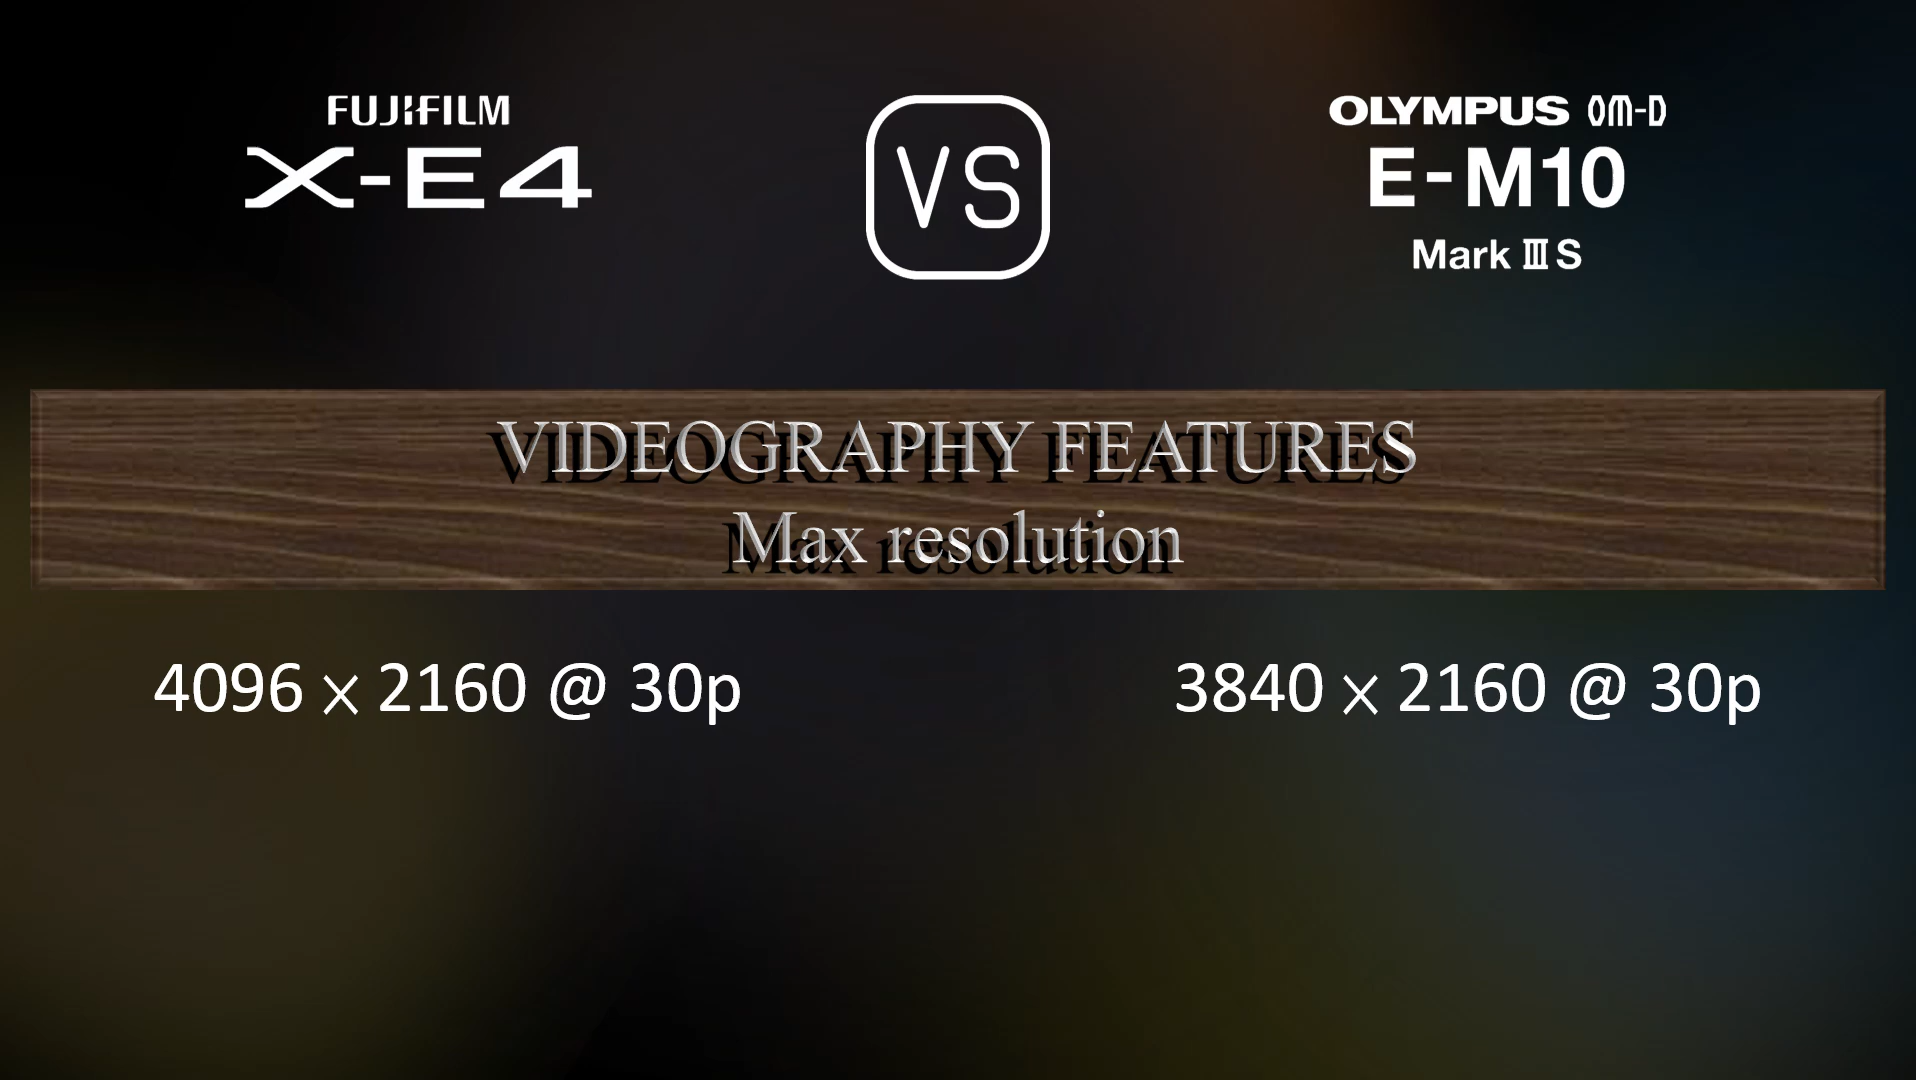 FUJIFILM
X-E4
VS
OLYMPUS OM-D
E-M10
Mark III S
VIDEOGRAPHY FEATURES
Max resolution
4096 x 2160 @ 30p
3840 x 2160 @ 30p